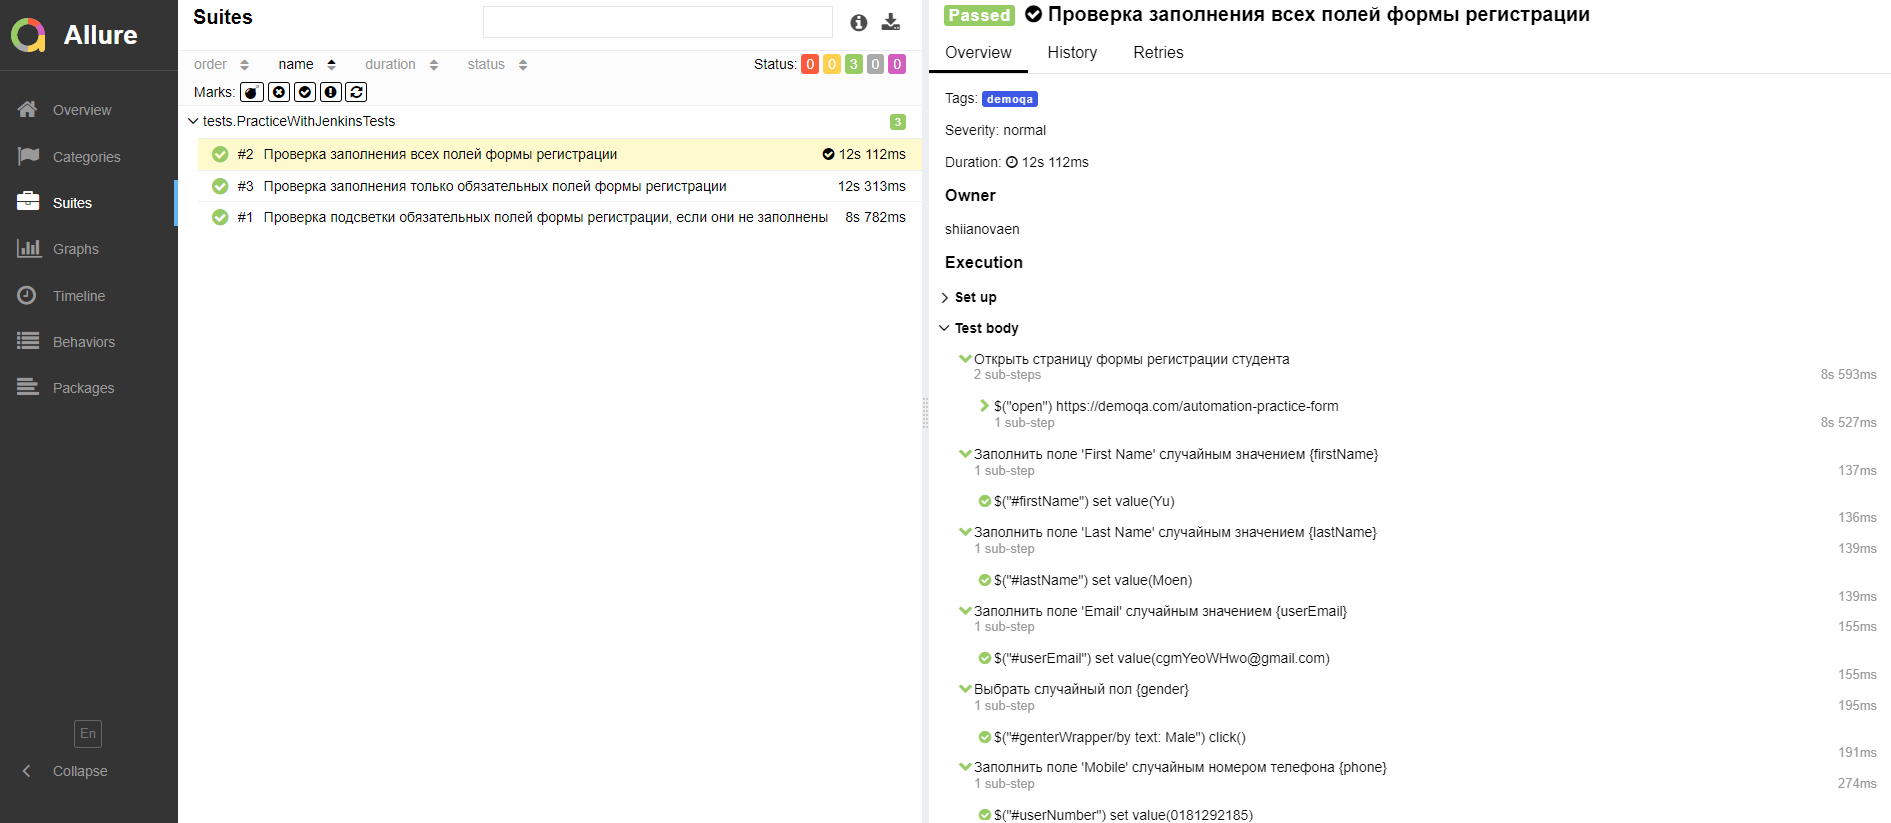 Allure
Overview
Categories
Suites
Graphs
Timeline
Behaviors
Packages
En
Collapse
Suites
order name duration status Status: 0 0 3 0 0
Marks:
tests.PracticeWithJenkinsTests 3
#2 Проверка заполнения всех полей формы регистрации 12s 112ms
#3 Проверка заполнения только обязательных полей формы регистрации 12s 313ms
#1 Проверка подсветки обязательных полей формы регистрации, если они не заполнены 8s 782ms
Passed Проверка заполнения всех полей формы регистрации
Overview History Retries
Tags: demoqa
Severity: normal
Duration: 12s 112ms
Owner
shiianovaen
Execution
Set up
Test body
Открыть страницу формы регистрации студента
2 sub-steps 8s 593ms
$("open") https://demoqa.com/automation-practice-form
1 sub-step 8s 527ms
Заполнить поле 'First Name' случайным значением {firstName}
1 sub-step 137ms
$("#firstName") set value(Yu)
136ms
Заполнить поле 'Last Name' случайным значением {lastName}
1 sub-step 139ms
$("#lastName") set value(Moen)
139ms
Заполнить поле 'Email' случайным значением {userEmail}
1 sub-step 155ms
$("#userEmail") set value(cgmYeoWHwo@gmail.com)
155ms
Выбрать случайный пол {gender}
1 sub-step 195ms
$("#genterWrapper/by text: Male") click()
191ms
Заполнить поле 'Mobile' случайным номером телефона {phone}
1 sub-step 274ms
$("#userNumber") set value(0181292185)